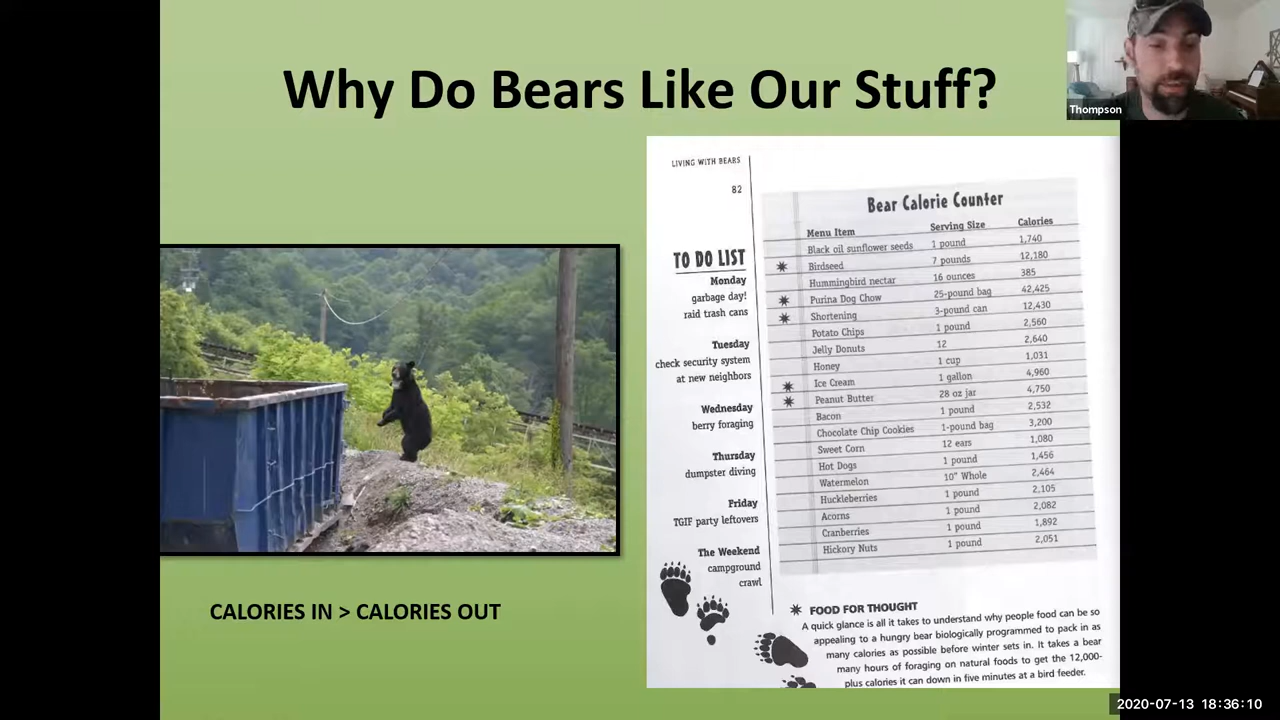 Why Do Bears Like Our Stuff?
Thompson
LIVING WITH BEARS
82
TO DO LIST
Monday
garbage day!
raid trash cans
Tuesday
check security system
at new neighbors
Wednesday
berry foraging
Thursday
dumpster diving
Friday
TGIF party leftovers
The Weekend
campground
crawl
Bear Calorie Counter
Menu Item Serving Size Calories
Black oil sunflower seeds 1 pound 1,740
Birdseed 7 pounds 12,180
Hummingbird nectar 16 ounces 385
Purina Dog Chow 25-pound bag 42,425
Shortening 3-pound can 12,430
Potato Chips 1 pound 2,560
Jelly Donuts 12 2,640
Honey 1 cup 1,031
Ice Cream 1 gallon 4,960
Peanut Butter 28 oz jar 4,750
Bacon 1 pound 2,532
Chocolate Chip Cookies 1-pound bag 3,200
Sweet Corn 12 ears 1,080
Hot Dogs 1 pound 1,456
Watermelon 10" Whole 2,464
Huckleberries 1 pound 2,105
Acorns 1 pound 2,082
Cranberries 1 pound 1,892
Hickory Nuts 1 pound 2,051
FOOD FOR THOUGHT
A quick glance is all it takes to understand why people food can be so
appealing to a hungry bear biologically programmed to pack in as
many calories as possible before winter sets in. It takes a bear
many hours of foraging on natural foods to get the 12,000-
plus calories it can down in five minutes at a bird feeder.
CALORIES IN > CALORIES OUT
2020-07-13 18:36:10